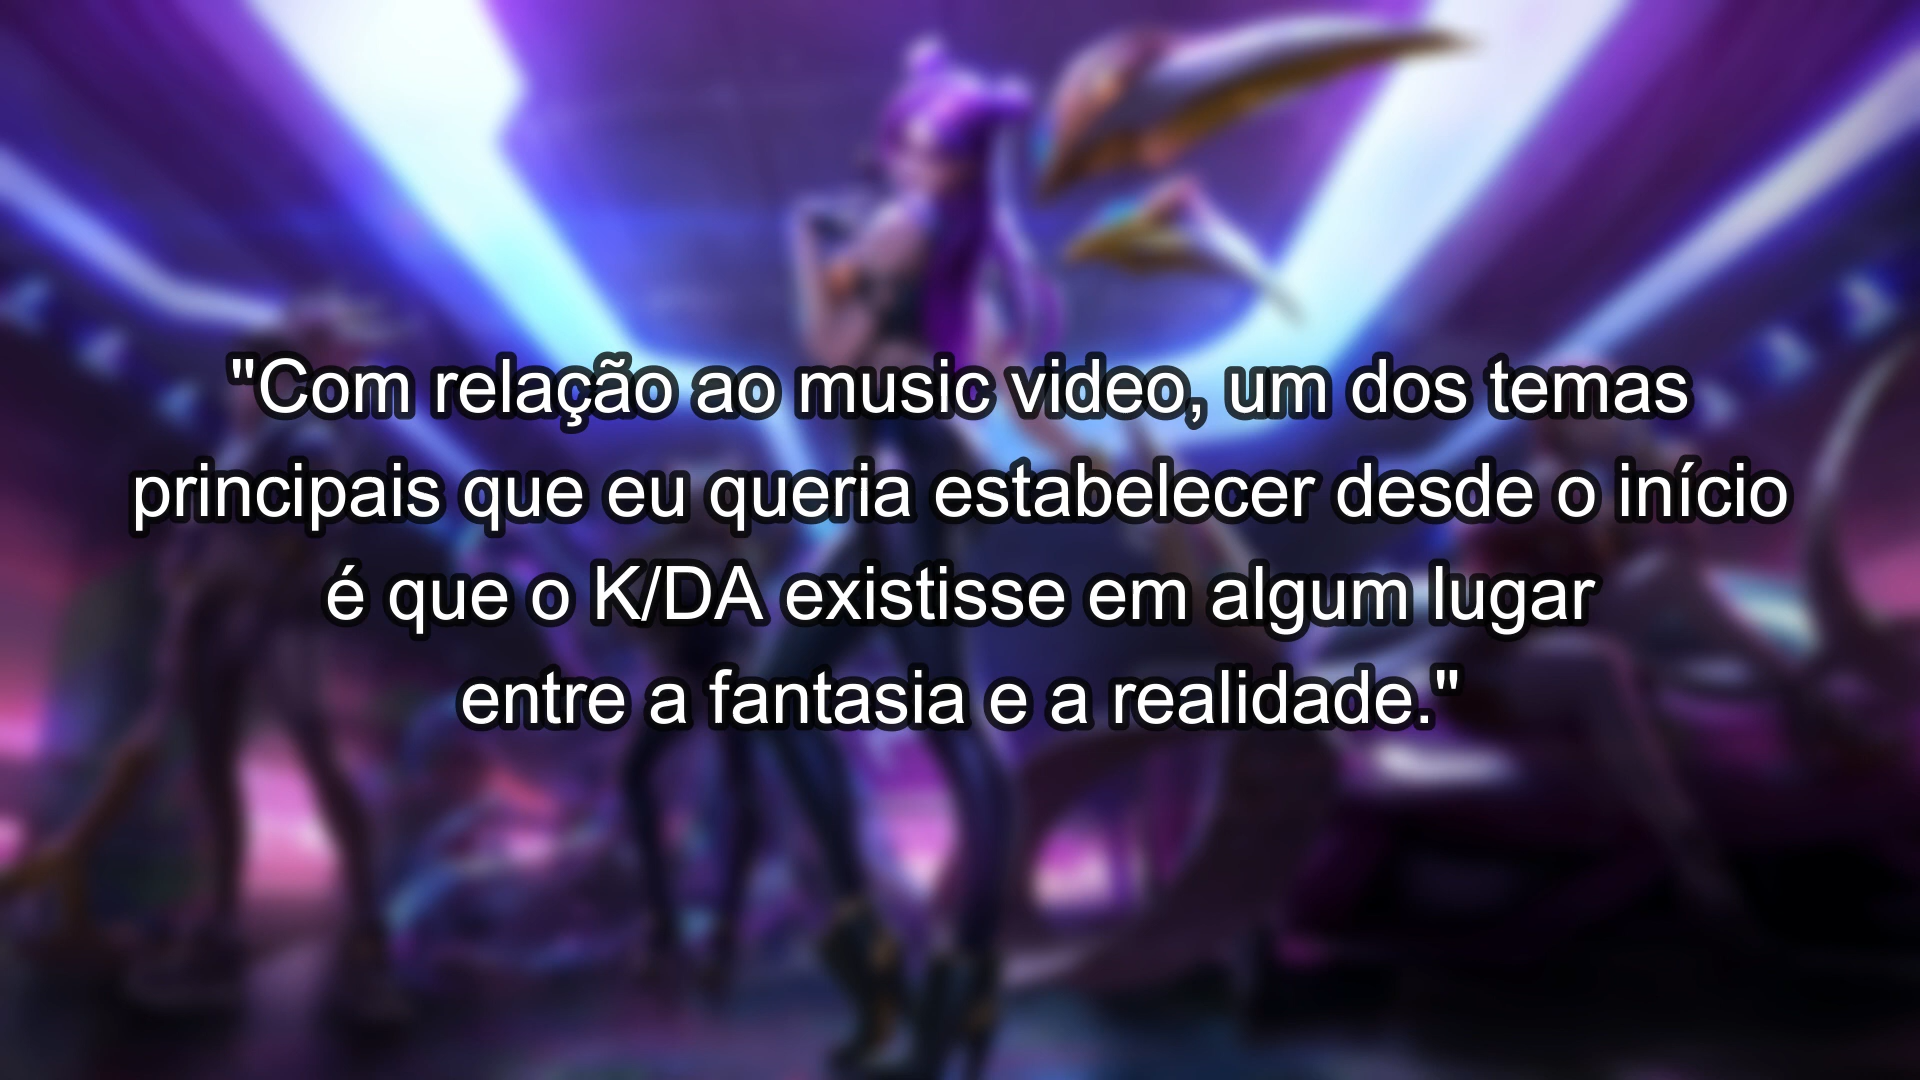 "Com relação ao music video, um dos temas
principais que eu queria estabelecer desde o início
é que o K/DA existisse em algum lugar
entre a fantasia e a realidade."